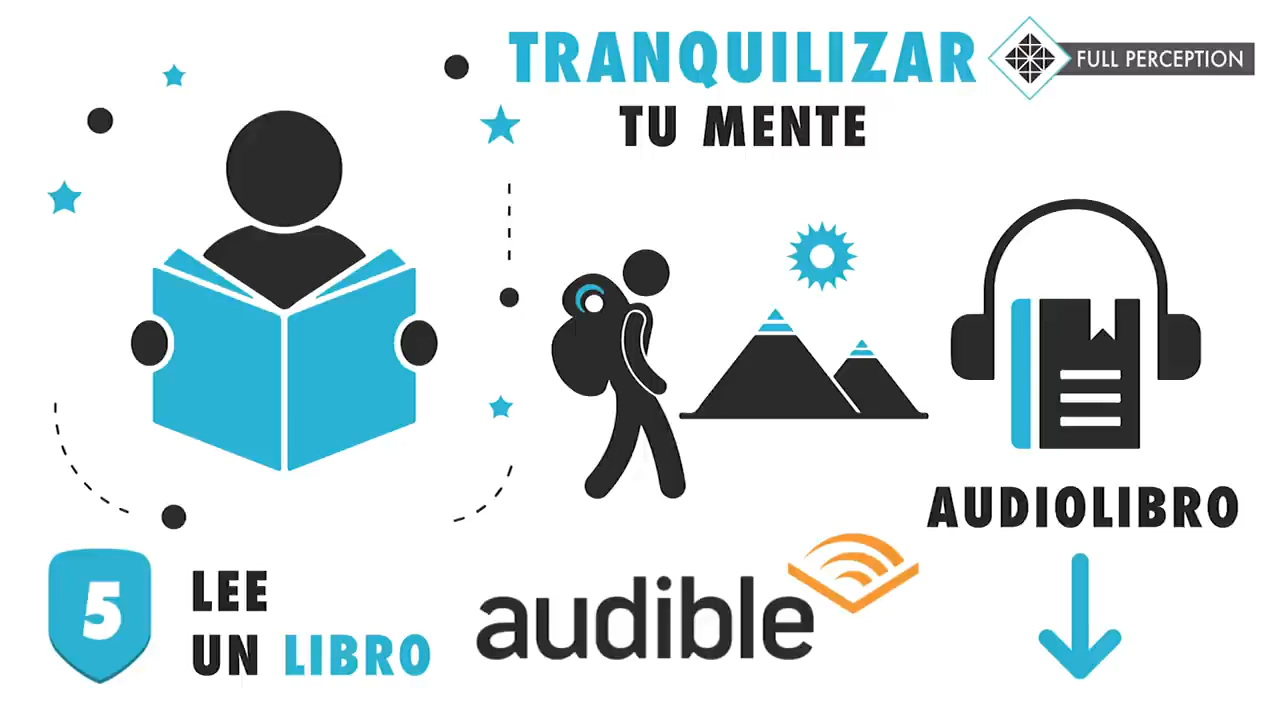 TRANQUILIZAR
TU MENTE
FULL PERCEPTION
AUDIOLIBRO
5
LEE
UN LIBRO
audible